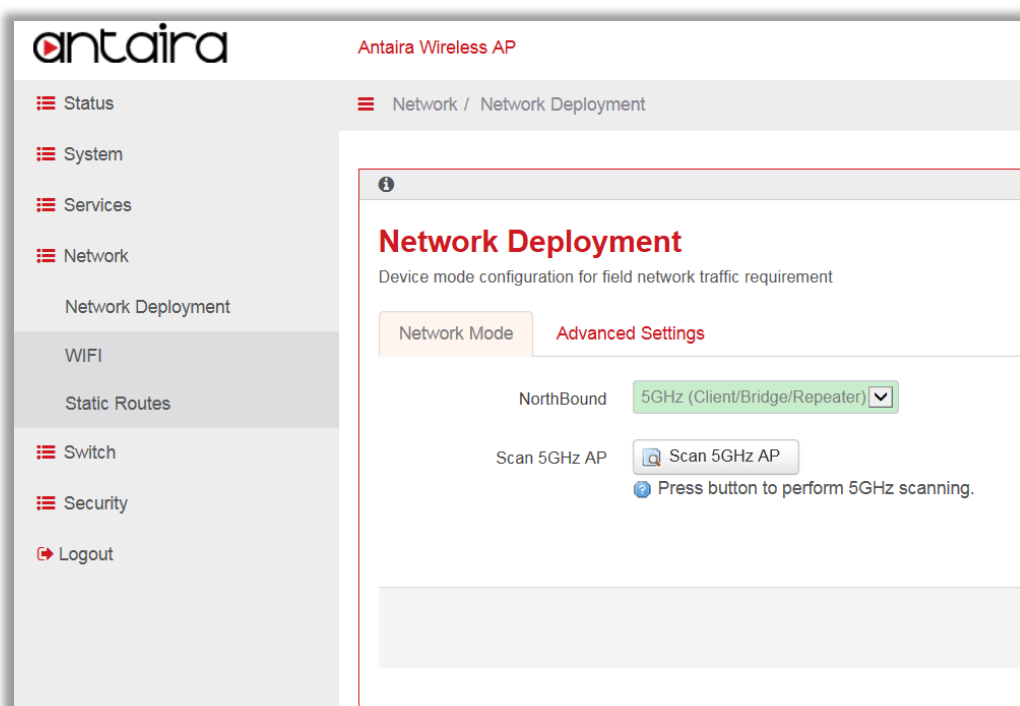 antaira
Antaira Wireless AP
Status
System
Services
Network
Network Deployment
WIFI
Static Routes
Switch
Security
Logout
Network / Network Deployment
Network Deployment
Device mode configuration for field network traffic requirement
Network Mode Advanced Settings
NorthBound 5GHz (Client/Bridge/Repeater)
Scan 5GHz AP Scan 5GHz AP
Press button to perform 5GHz scanning.